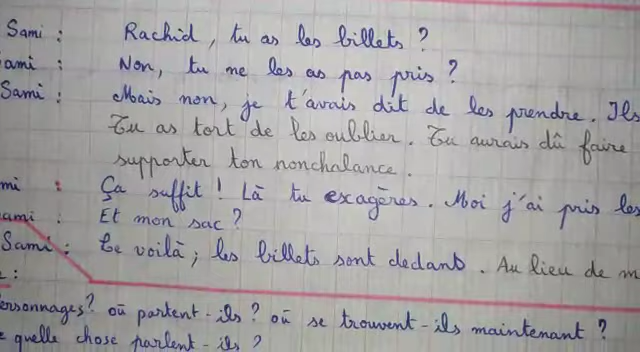 Sami : Rachid, tu as les billets ?
ami : Non, tu ne les as pas pris ?
Sami : Mais non, je t'avais dit de les prendre. Ils
Tu as tort de les oublier. Tu aurais dû faire
supporter ton nonchalance.
mi : Ça suffit ! Là tu exagères. Moi j'ai pris les
ami : Et mon sac ?
Sami : Le voilà ; les billets sont dedans. Au lieu de m
:
ersonnages ? où partent-ils ? où se trouvent-ils maintenant ?
e quelle chose parlent-ils ?